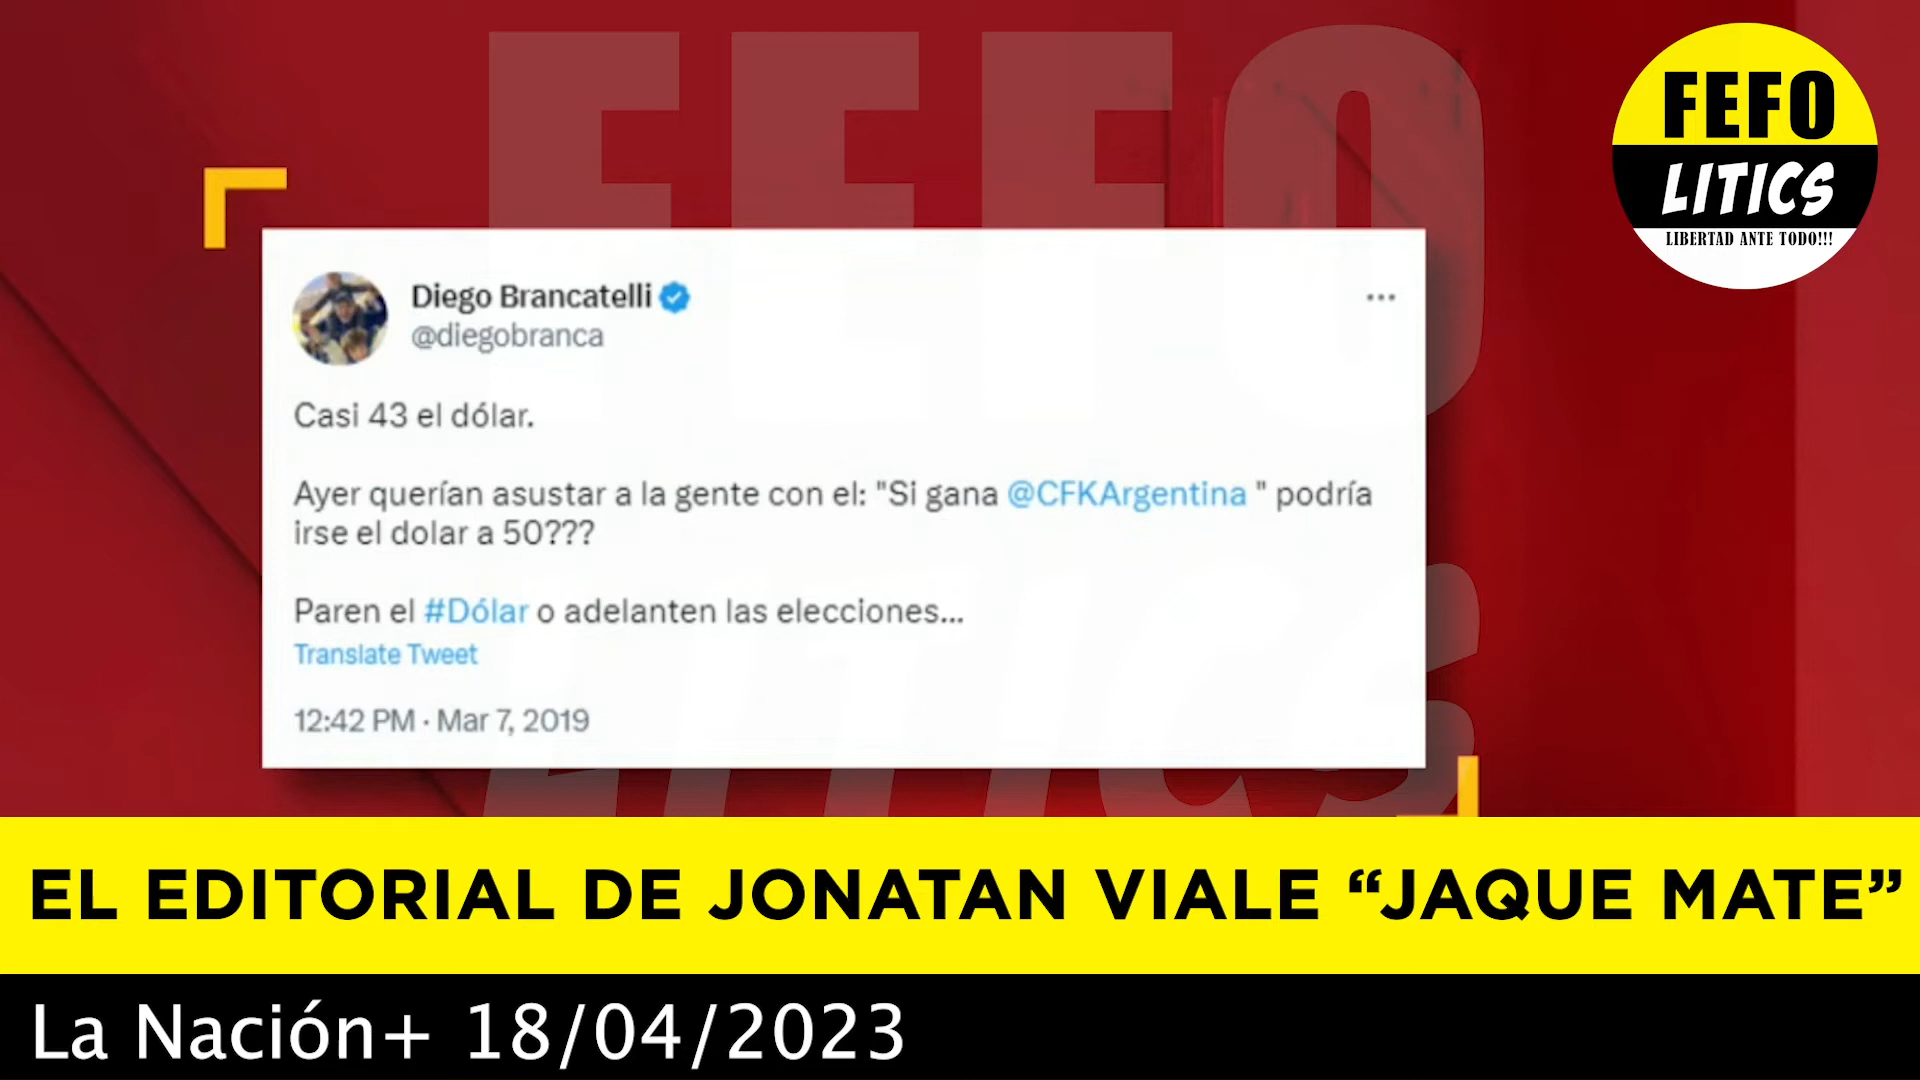 FEFO
LITICS
FEFO
LITICS
LIBERTAD ANTE TODO!!!
Diego Brancatelli
@diegobranca
Casi 43 el dólar.
Ayer querían asustar a la gente con el: "Si gana @CFKArgentina " podría
irse el dolar a 50???
Paren el #Dólar o adelanten las elecciones...
Translate Tweet
12:42 PM · Mar 7, 2019
EL EDITORIAL DE JONATAN VIALE “JAQUE MATE”
La Nación+ 18/04/2023